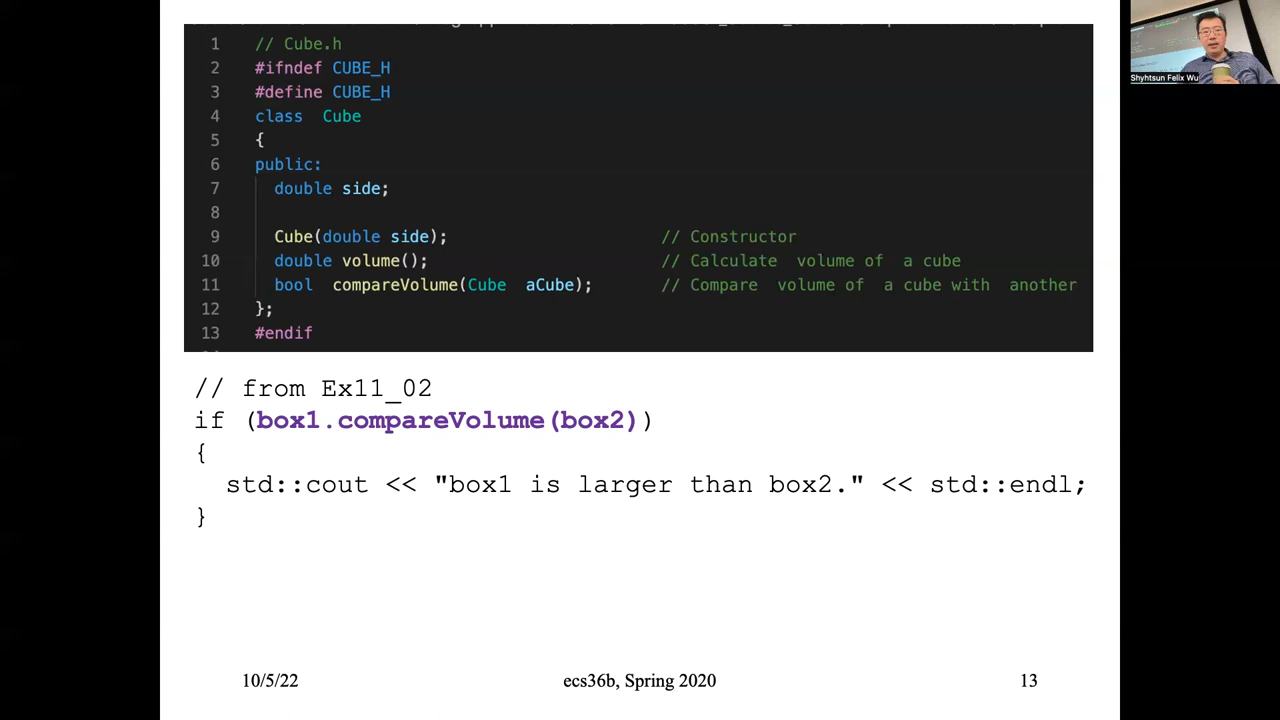 1 // Cube.h
2 #ifndef CUBE_H
3 #define CUBE_H
4 class Cube
5 {
6 public:
7 double side;
8
9 Cube(double side); // Constructor
10 double volume(); // Calculate volume of a cube
11 bool compareVolume(Cube aCube); // Compare volume of a cube with another
12 };
13 #endif
// from Ex11_02
if (box1.compareVolume(box2))
{
std::cout << "box1 is larger than box2." << std::endl;
}
10/5/22 ecs36b, Spring 2020 13
Shyhtsun Felix Wu